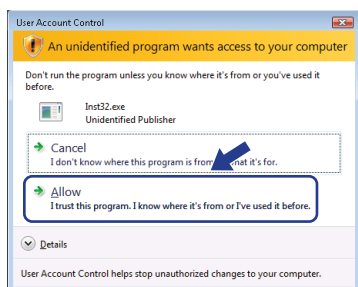 User Account Control
An unidentified program wants access to your computer
Don't run the program unless you know where it's from or you've used it
before.
Inst32.exe
Unidentified Publisher
Cancel
I don't know where this program is from it's for.
Allow
I trust this program. I know where it's from or I've used it before.
Details
User Account Control helps stop unauthorized changes to your computer.